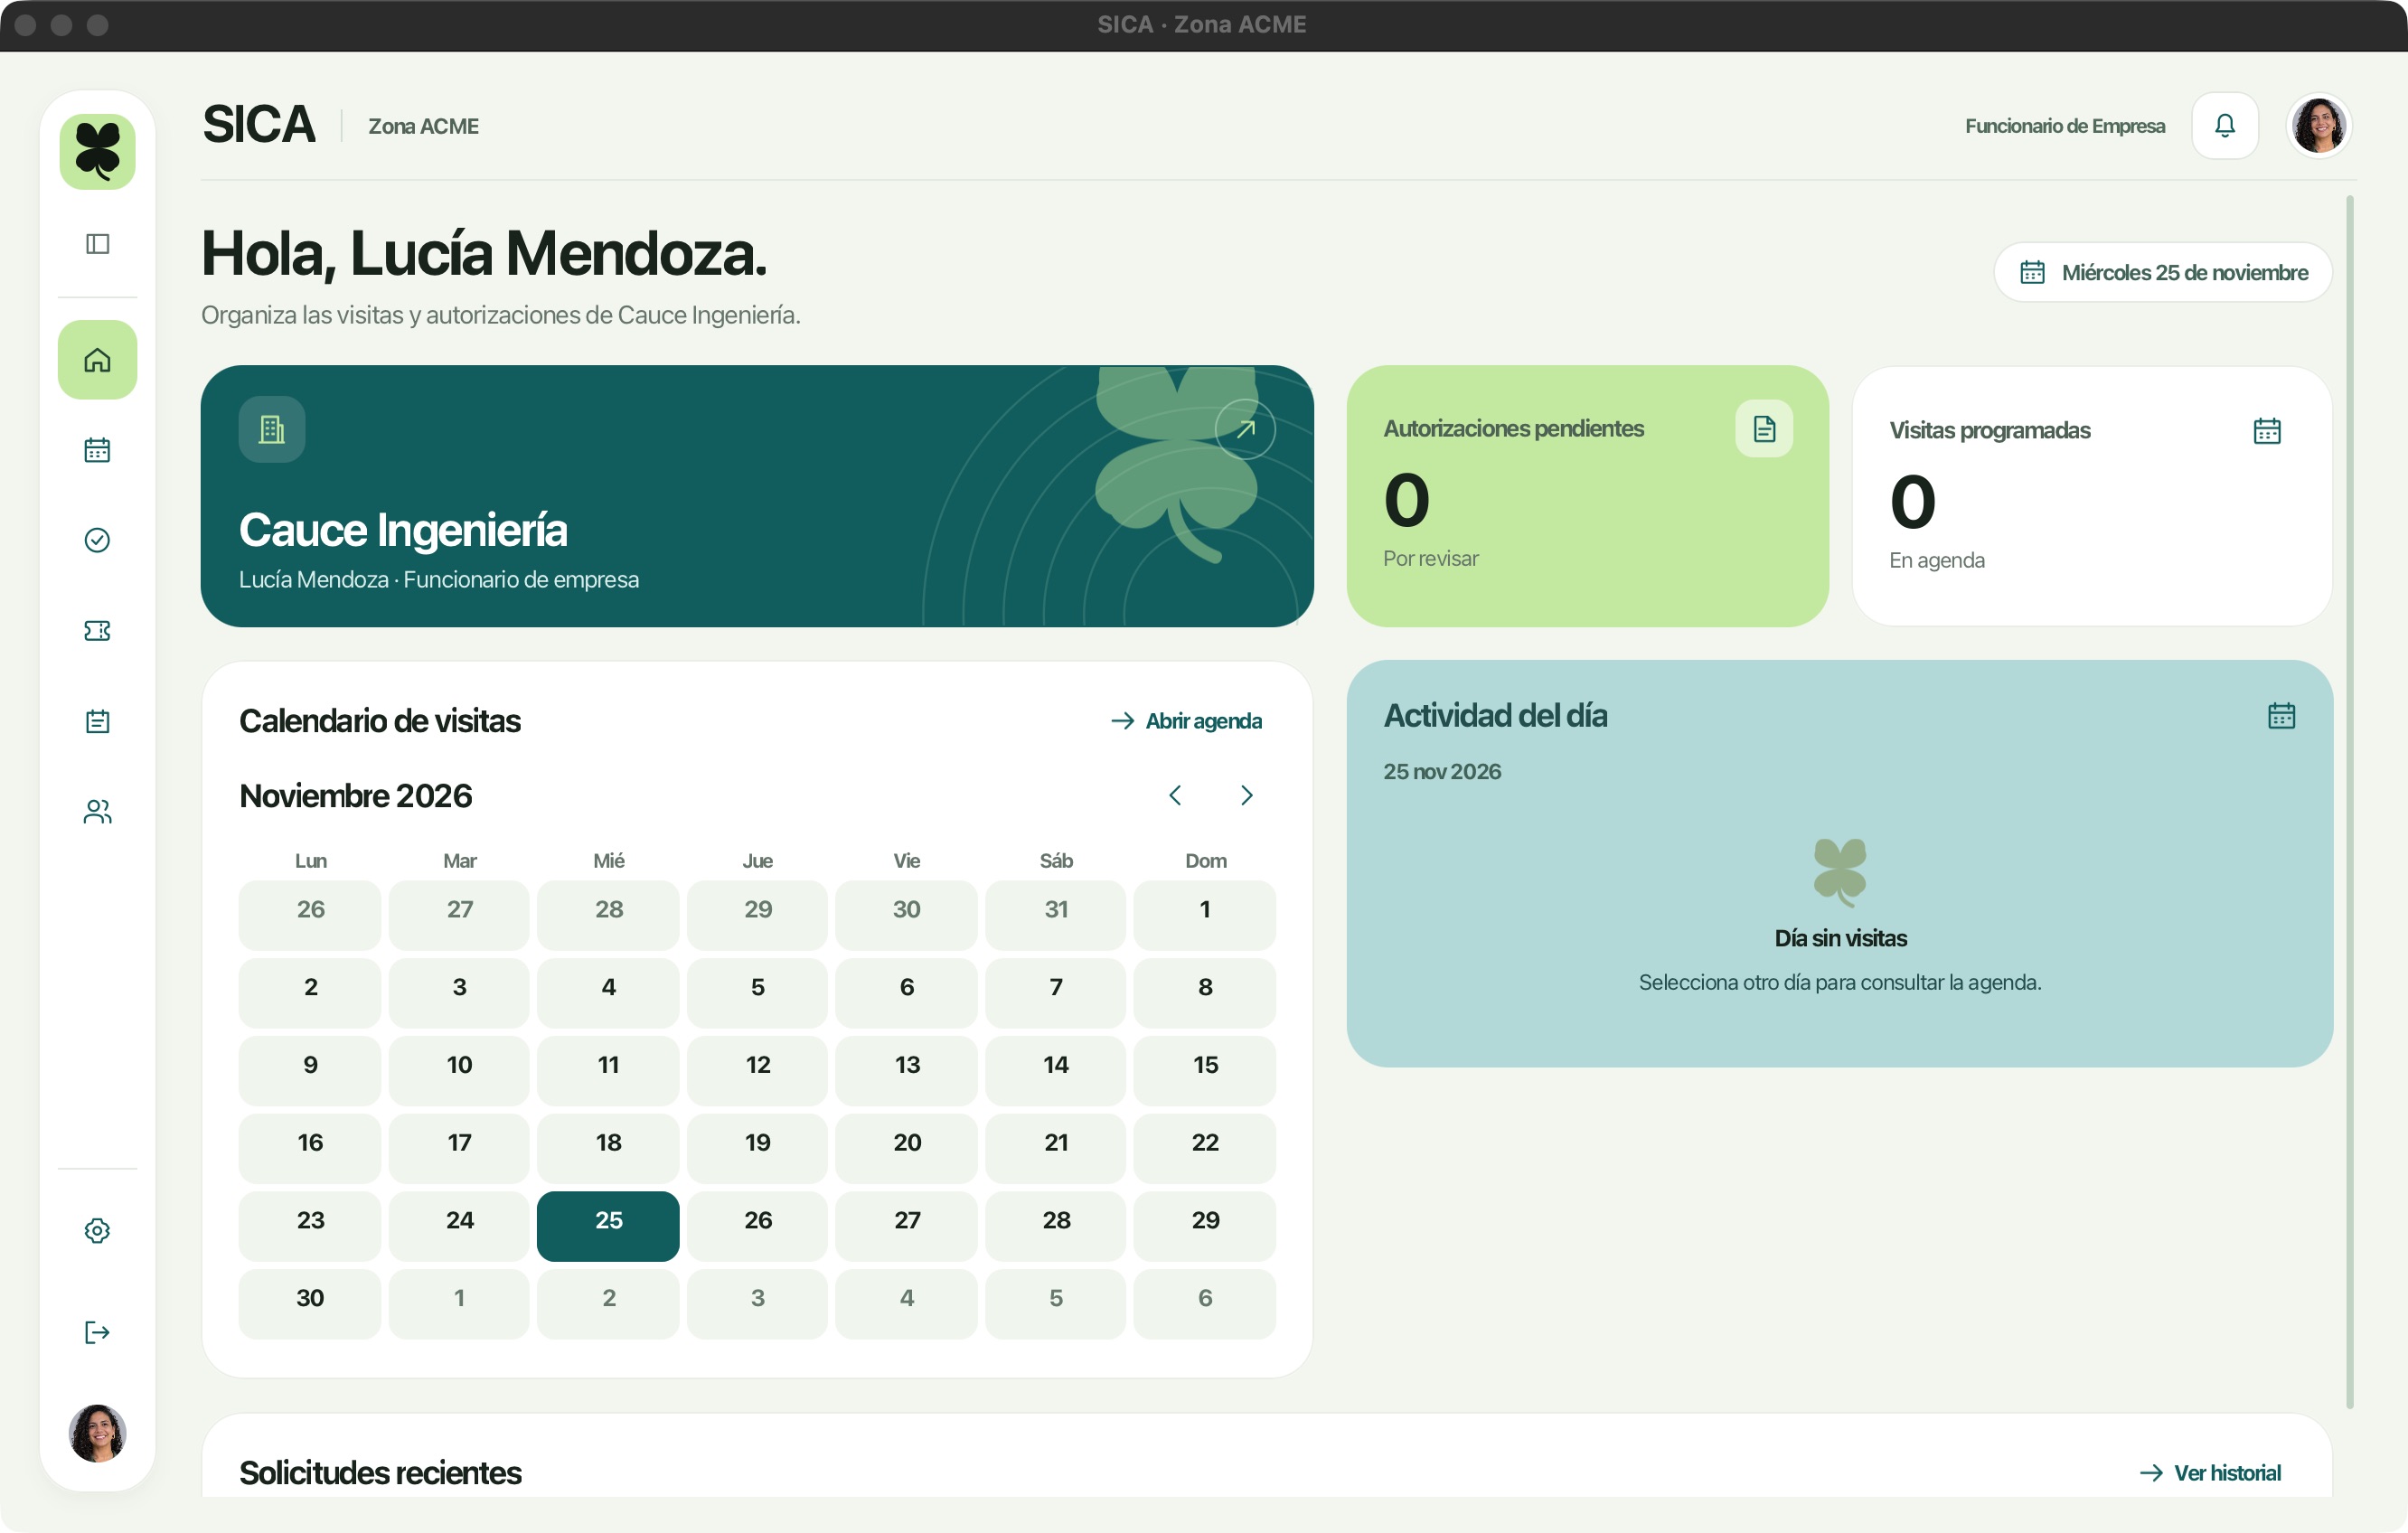 SICA · Zona ACME
SICA
Zona ACME
Funcionario de Empresa
Hola, Lucía Mendoza.
Organiza las visitas y autorizaciones de Cauce Ingeniería.
Miércoles 25 de noviembre
Cauce Ingeniería
Lucía Mendoza · Funcionario de empresa
Autorizaciones pendientes
0
Por revisar
Visitas programadas
0
En agenda
Calendario de visitas
Abrir agenda
Noviembre 2026
Lun Mar Mié Jue Vie Sáb Dom
26 27 28 29 30 31 1
2 3 4 5 6 7 8
9 10 11 12 13 14 15
16 17 18 19 20 21 22
23 24 25 26 27 28 29
30 1 2 3 4 5 6
Actividad del día
25 nov 2026
Día sin visitas
Selecciona otro día para consultar la agenda.
Solicitudes recientes
Ver historial